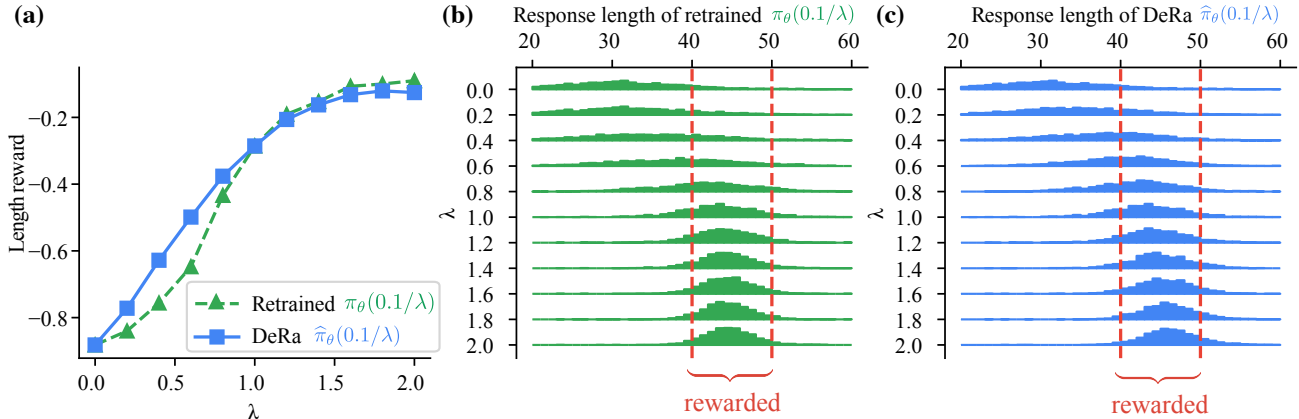 (a)
Length reward
−0.2
−0.4
−0.6
−0.8
0.0 0.5 1.0 1.5 2.0
λ
Retrained π_θ(0.1/λ)
DeRa π̂_θ(0.1/λ)
(b)
Response length of retrained π_θ(0.1/λ)
20 30 40 50 60
λ
0.0
0.2
0.4
0.6
0.8
1.0
1.2
1.4
1.6
1.8
2.0
rewarded
(c)
Response length of DeRa π̂_θ(0.1/λ)
20 30 40 50 60
λ
0.0
0.2
0.4
0.6
0.8
1.0
1.2
1.4
1.6
1.8
2.0
rewarded